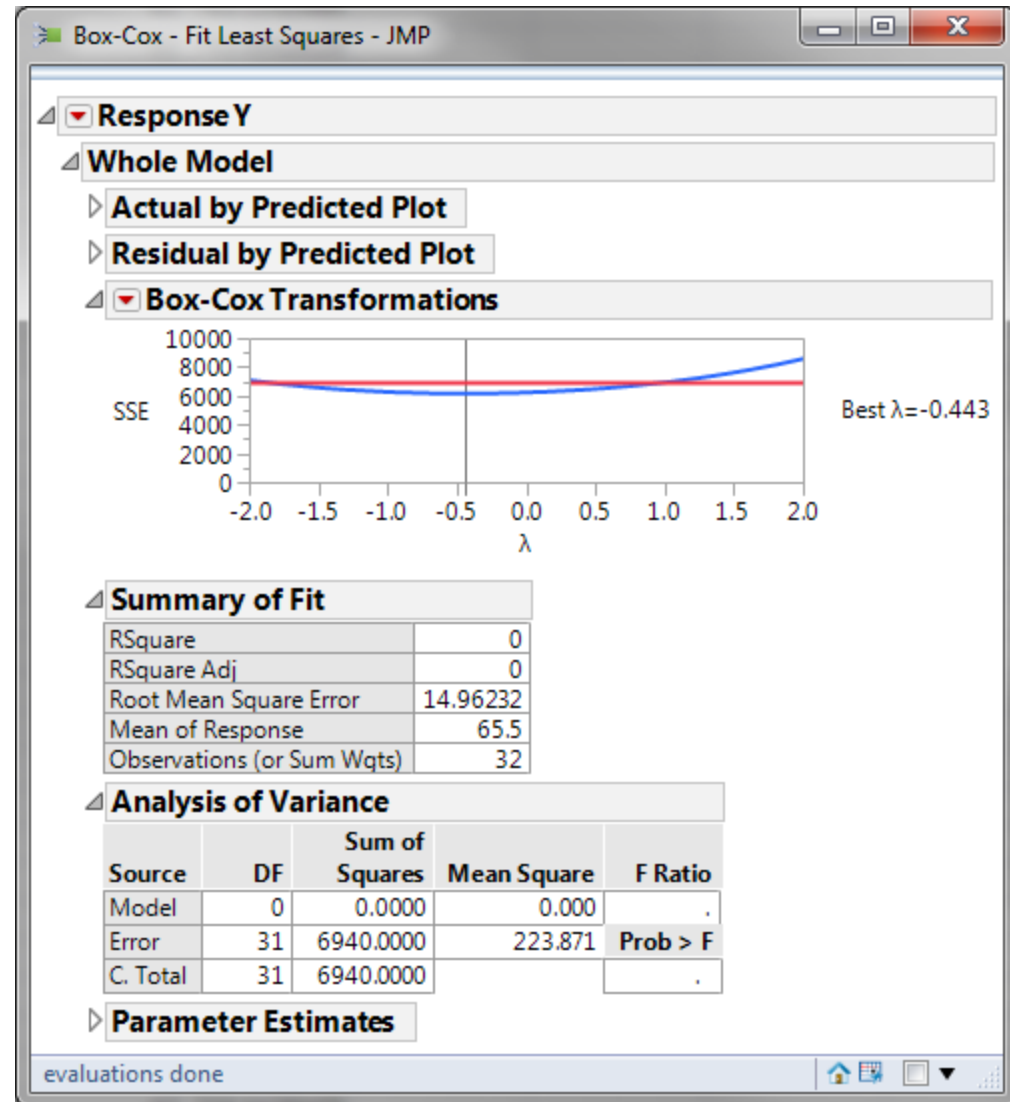 Box-Cox - Fit Least Squares - JMP
Response Y
Whole Model
Actual by Predicted Plot
Residual by Predicted Plot
Box-Cox Transformations
10000
8000
6000
4000
2000
0
SSE
Best λ=-0.443
-2.0 -1.5 -1.0 -0.5 0.0 0.5 1.0 1.5 2.0
λ
Summary of Fit
RSquare 0
RSquare Adj 0
Root Mean Square Error 14.96232
Mean of Response 65.5
Observations (or Sum Wgts) 32
Analysis of Variance
Sum of
Source DF Squares Mean Square F Ratio
Model 0 0.0000 0.000 .
Error 31 6940.0000 223.871 Prob > F
C. Total 31 6940.0000 .
Parameter Estimates
evaluations done